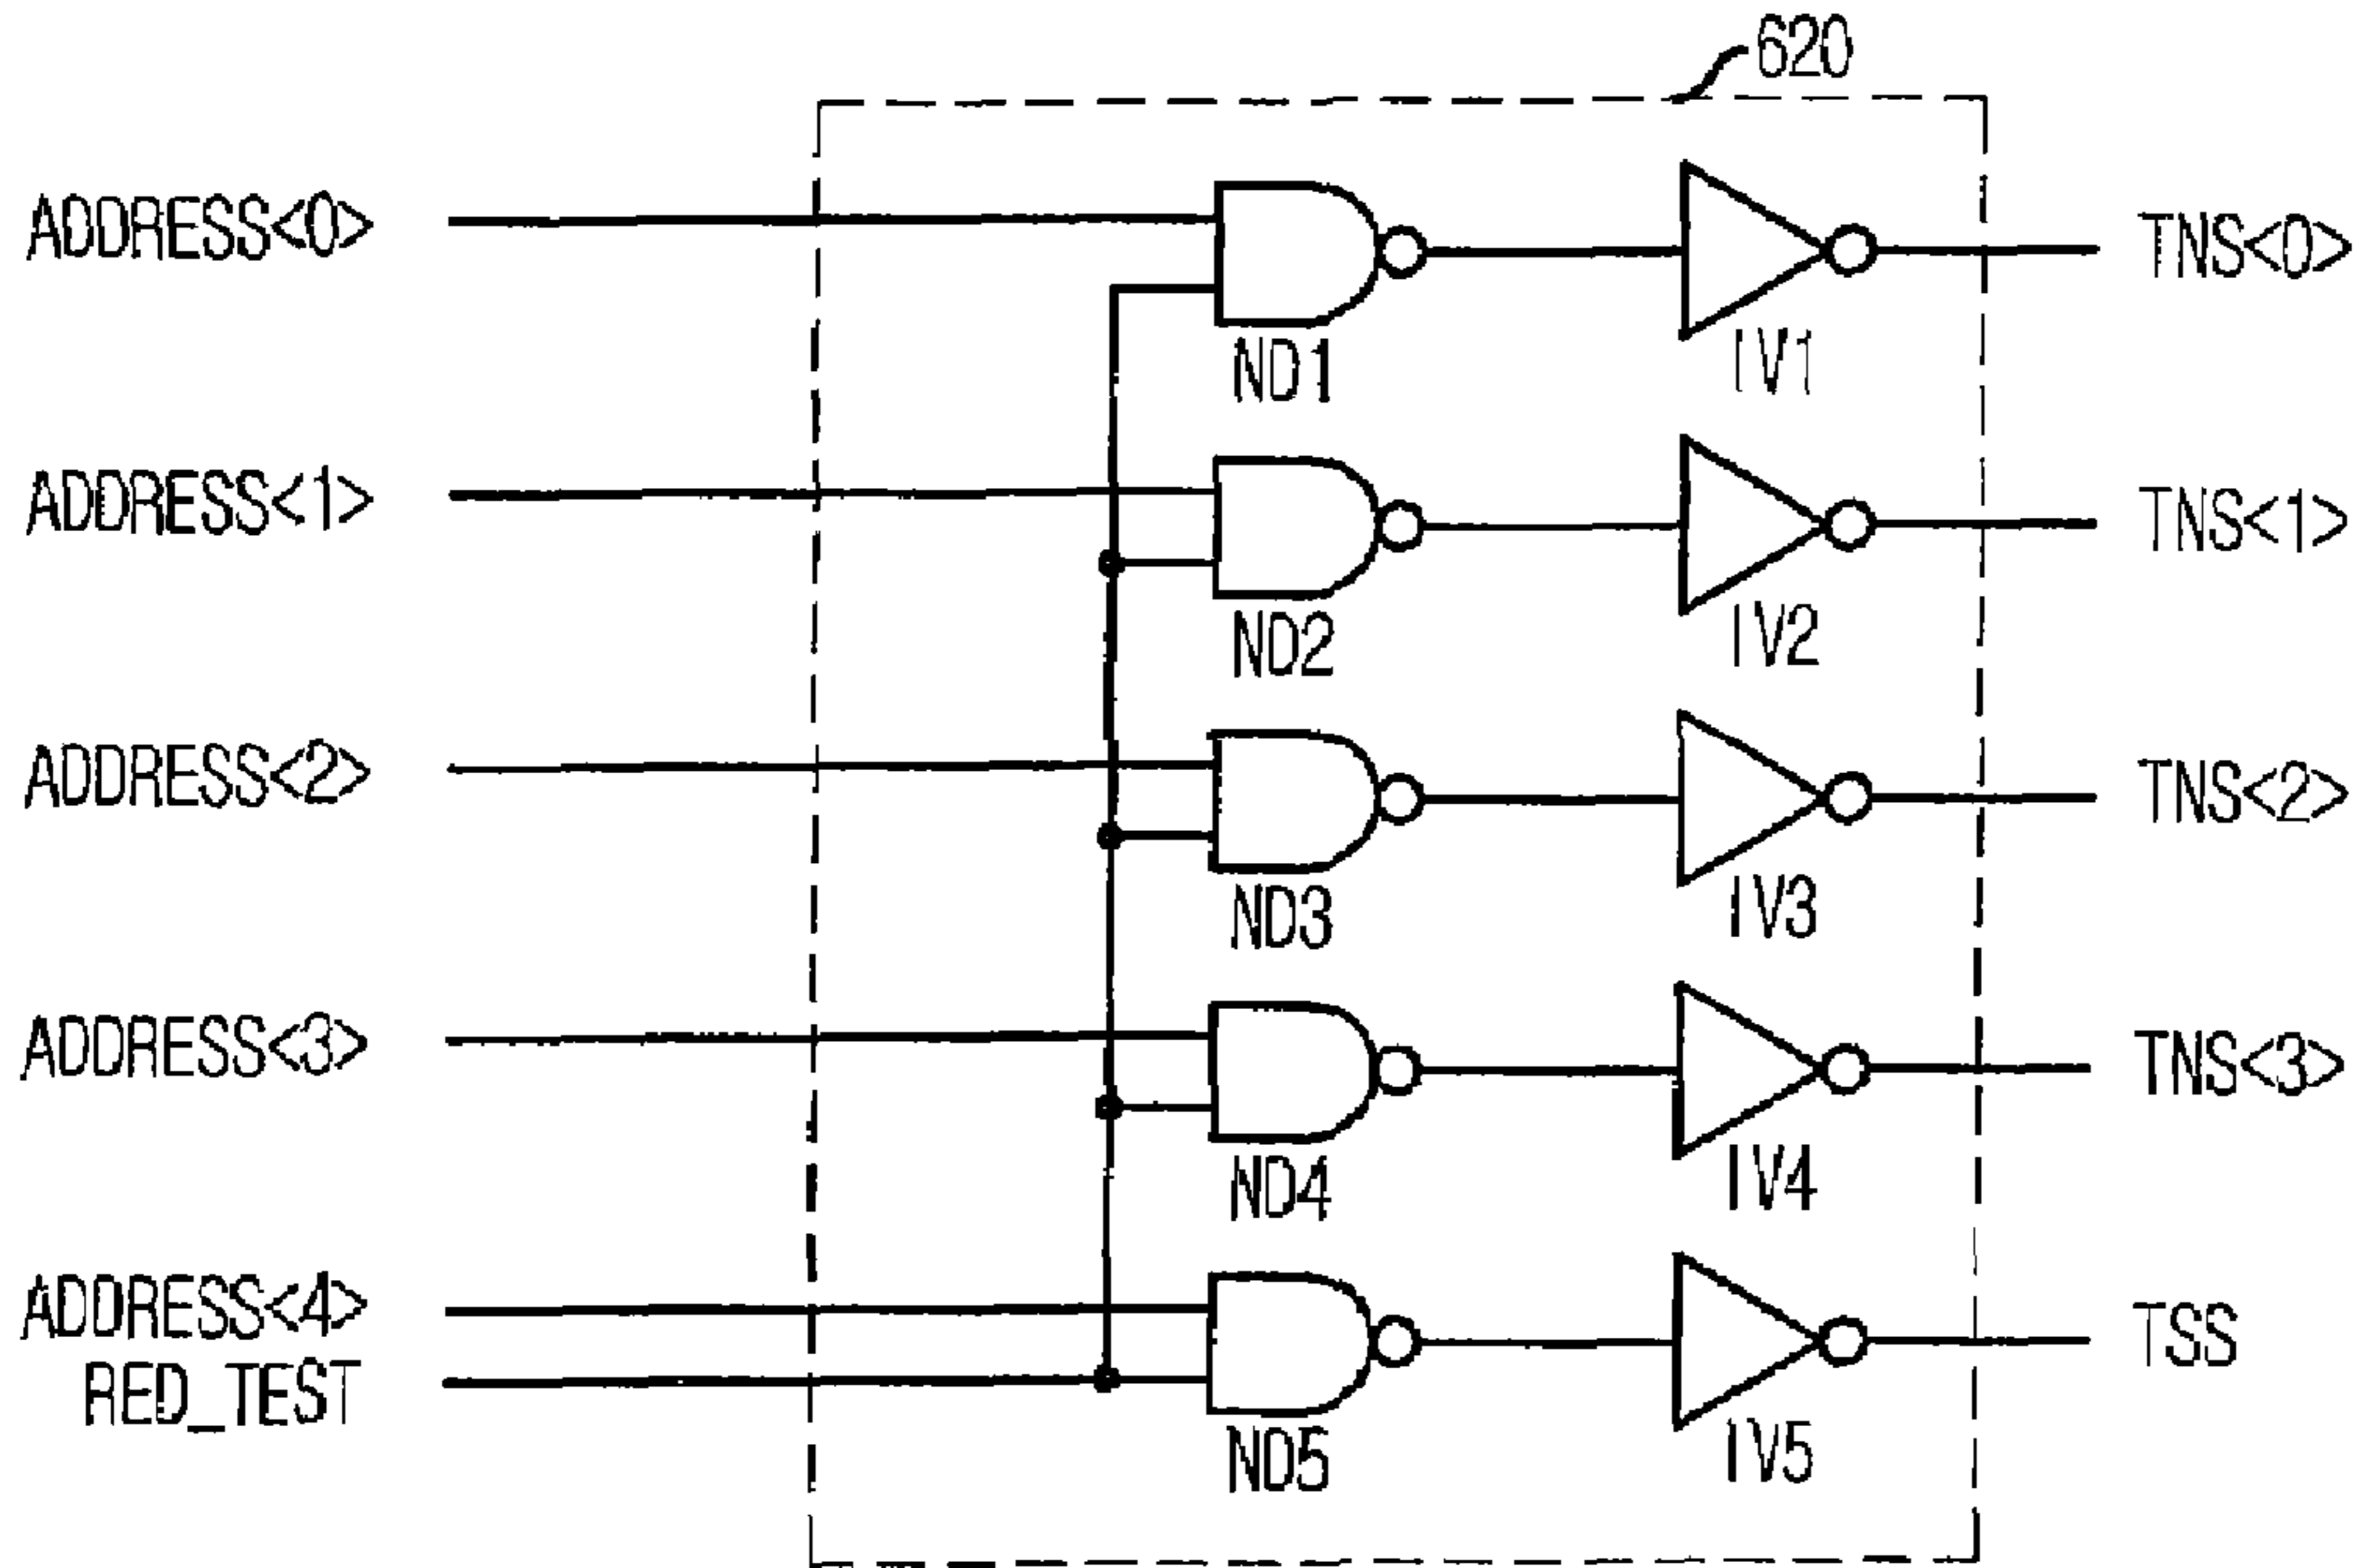 620
ADDRESS<0>
TNS<0>
ND1
IV1
ADDRESS<1>
TNS<1>
ND2
IV2
ADDRESS<2>
TNS<2>
ND3
IV3
ADDRESS<3>
TNS<3>
ND4
IV4
ADDRESS<4>
TSS
RED_TEST
ND5
IV5